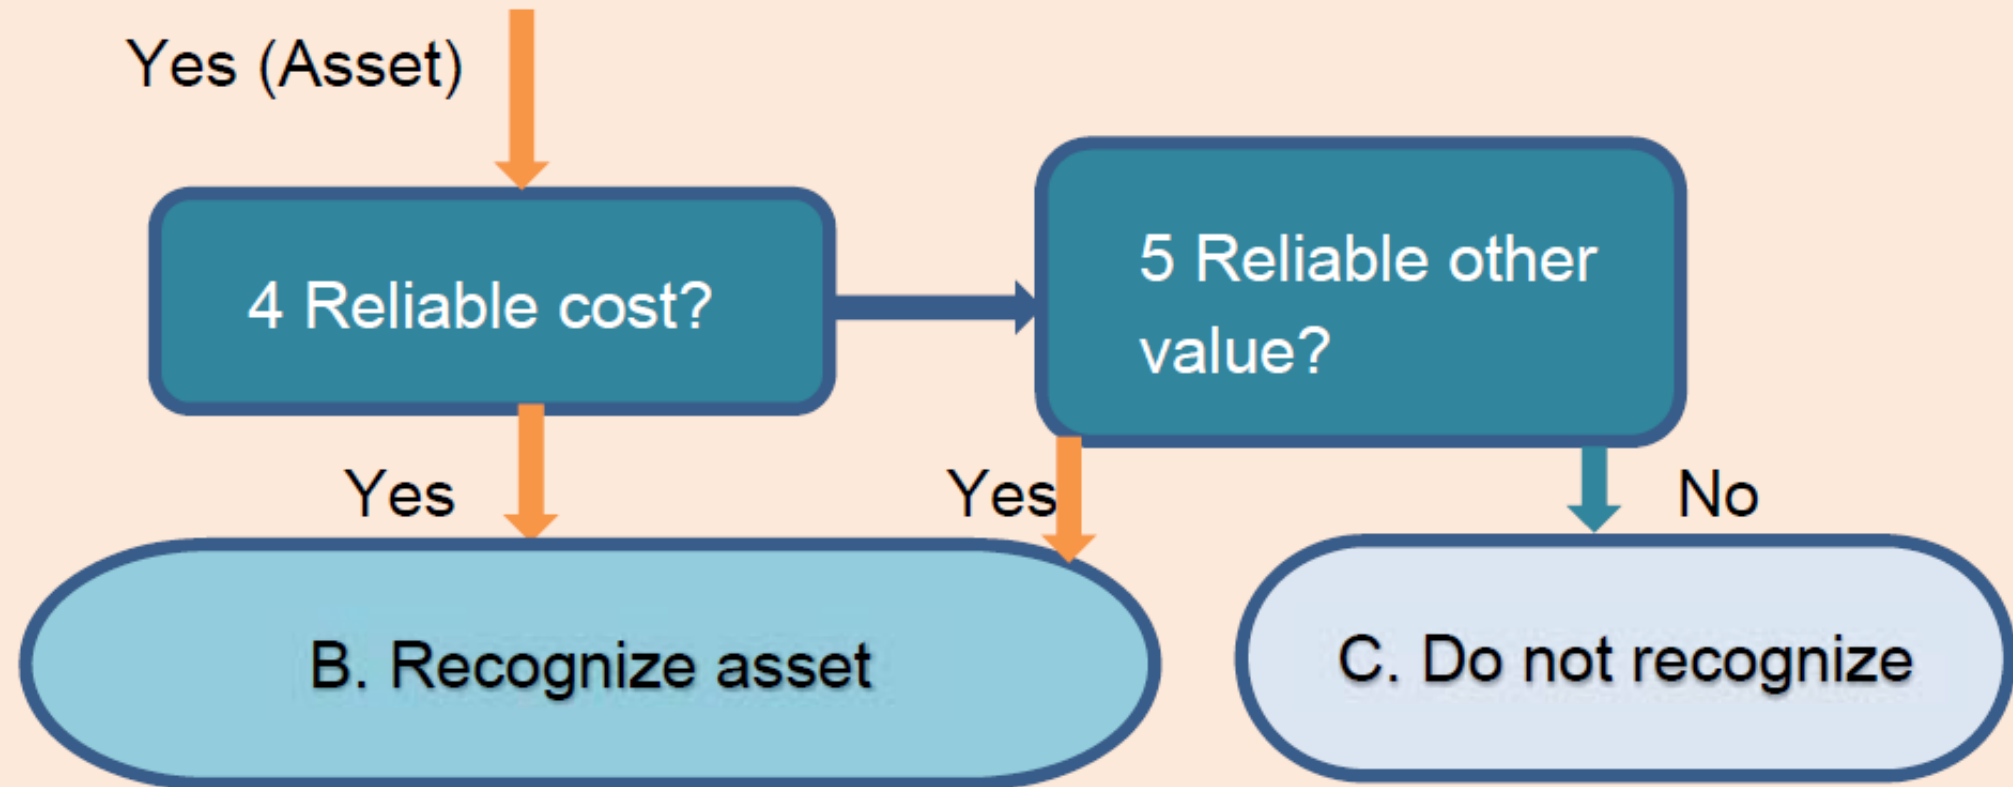 Yes (Asset)
4 Reliable cost?
5 Reliable other
value?
Yes
Yes
No
B. Recognize asset
C. Do not recognize